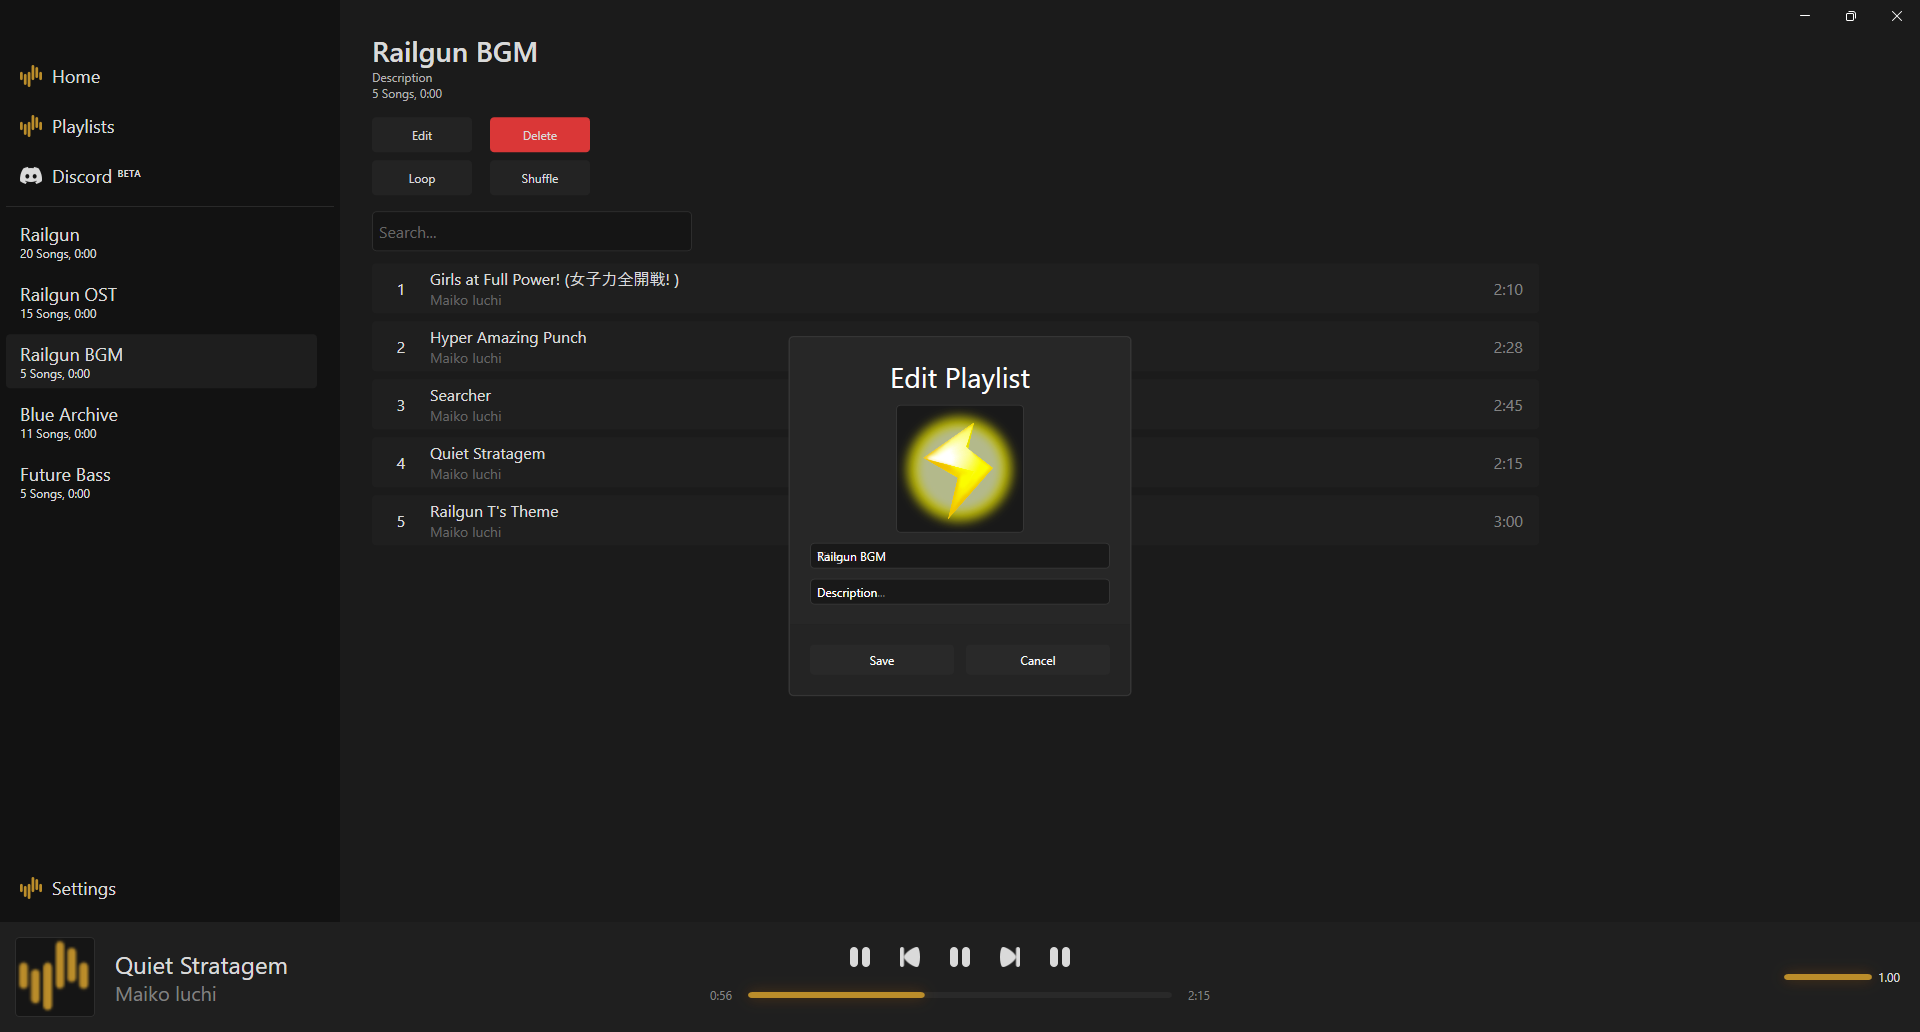 Home
Playlists
Discord BETA
Railgun
20 Songs, 0:00
Railgun OST
15 Songs, 0:00
Railgun BGM
5 Songs, 0:00
Blue Archive
11 Songs, 0:00
Future Bass
5 Songs, 0:00
Settings
Railgun BGM
Description
5 Songs, 0:00
Edit
Delete
Loop
Shuffle
Search...
1
Girls at Full Power! (女子力全開戦! )
Maiko Iuchi
2:10
2
Hyper Amazing Punch
Maiko Iuchi
2:28
3
Searcher
Maiko Iuchi
2:45
4
Quiet Stratagem
Maiko Iuchi
2:15
5
Railgun T's Theme
Maiko Iuchi
3:00
Edit Playlist
Railgun BGM
Description...
Save
Cancel
Quiet Stratagem
Maiko Iuchi
0:56
2:15
1.00